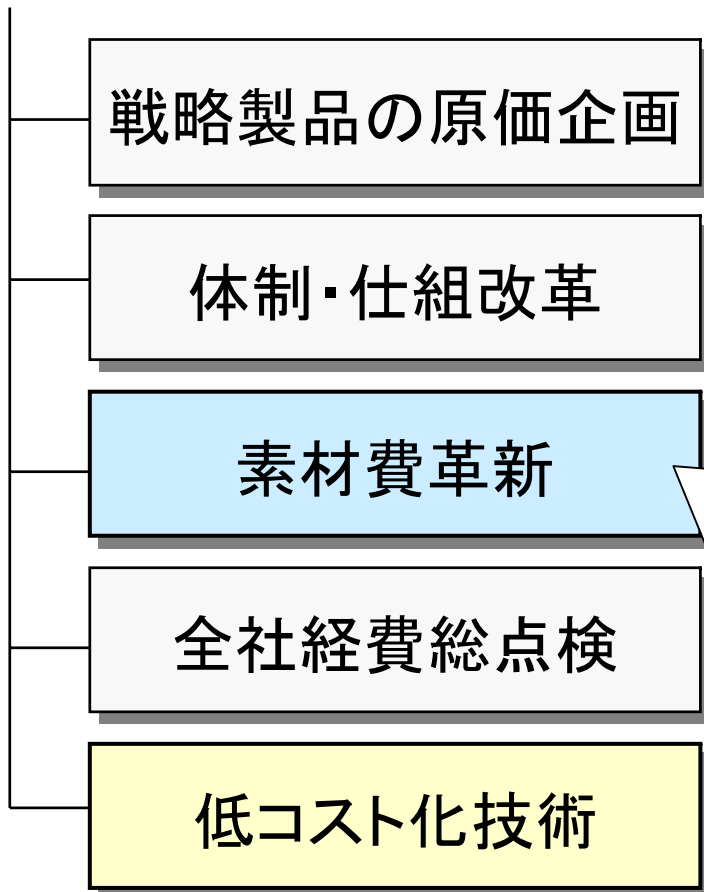 戦略製品の原価企画
体制・仕組改革
素材費革新
全社経費総点検
低コスト化技術